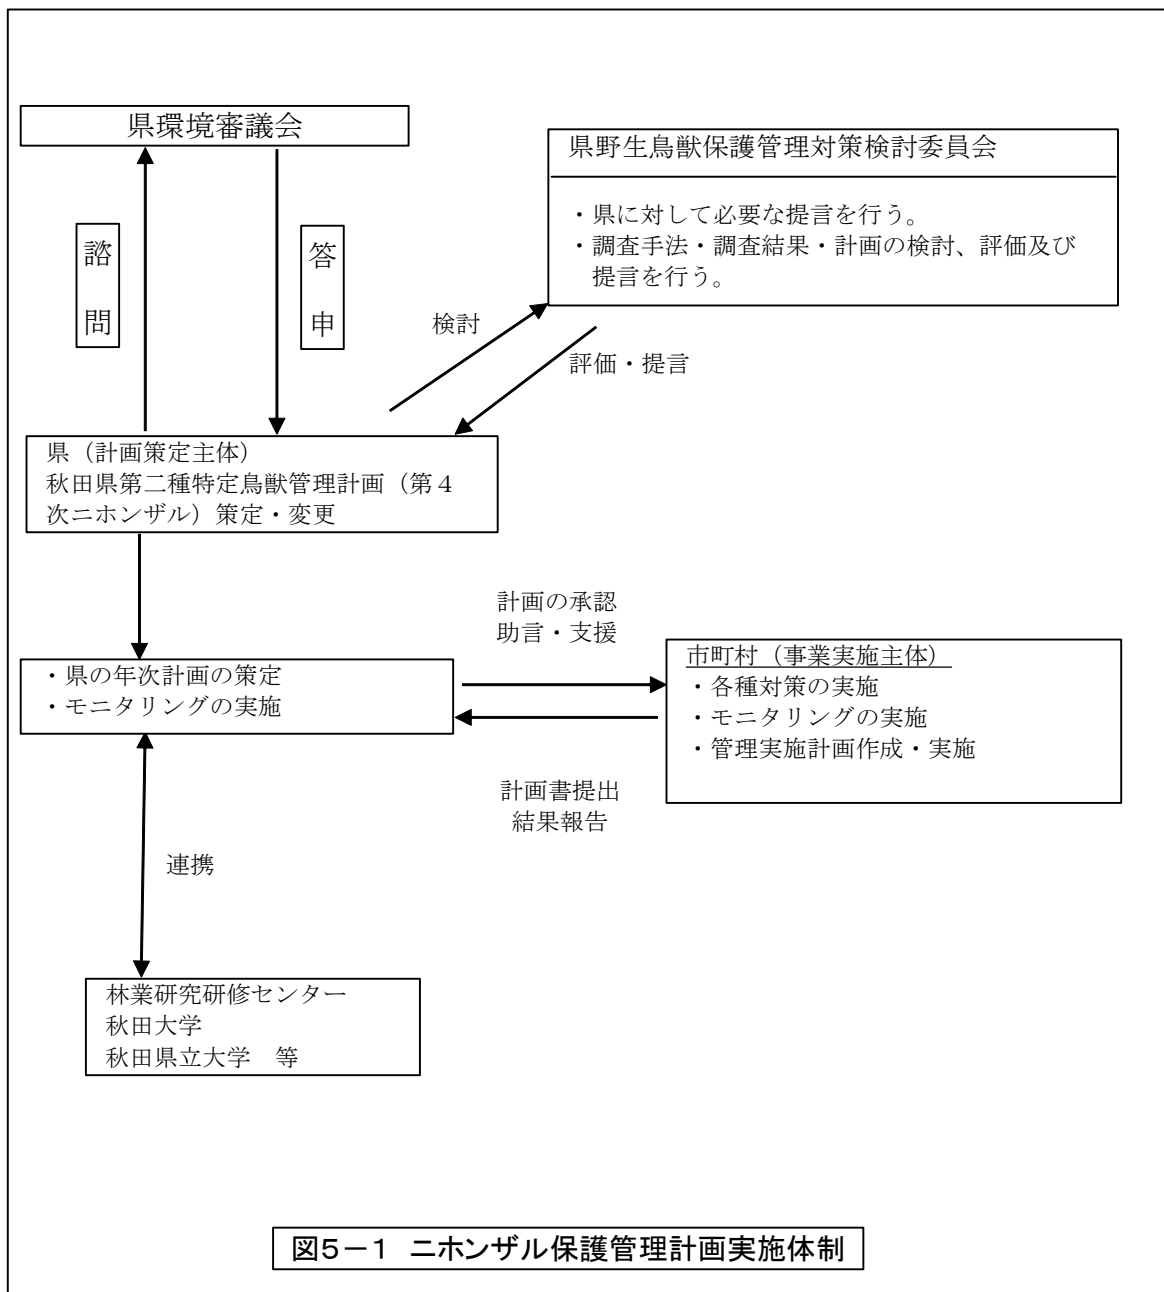 県環境審議会
県野生鳥獣保護管理対策検討委員会
・県に対して必要な提言を行う。
・調査手法・調査結果・計画の検討、評価及び
提言を行う。
諮問
答申
検討
評価・提言
県（計画策定主体）
秋田県第二種特定鳥獣管理計画（第４
次ニホンザル）策定・変更
計画の承認
助言・支援
・県の年次計画の策定
・モニタリングの実施
市町村（事業実施主体）
・各種対策の実施
・モニタリングの実施
・管理実施計画作成・実施
計画書提出
結果報告
連携
林業研究研修センター
秋田大学
秋田県立大学　等
図5－1 ニホンザル保護管理計画実施体制